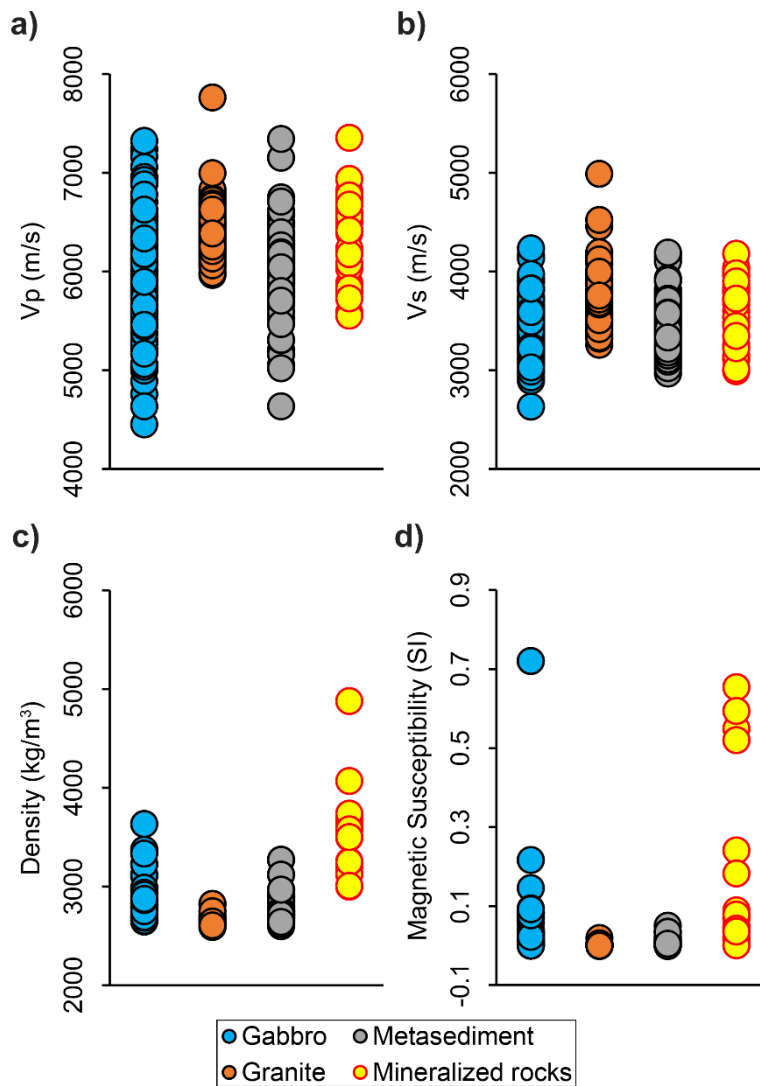 a)
8000
7000
6000
5000
4000
Vp (m/s)
b)
6000
5000
4000
3000
2000
Vs (m/s)
c)
6000
5000
4000
3000
2000
Density (kg/m³)
d)
0.9
0.7
0.5
0.3
0.1
-0.1
Magnetic Susceptibility (SI)
Gabbro
Metasediment
Granite
Mineralized rocks